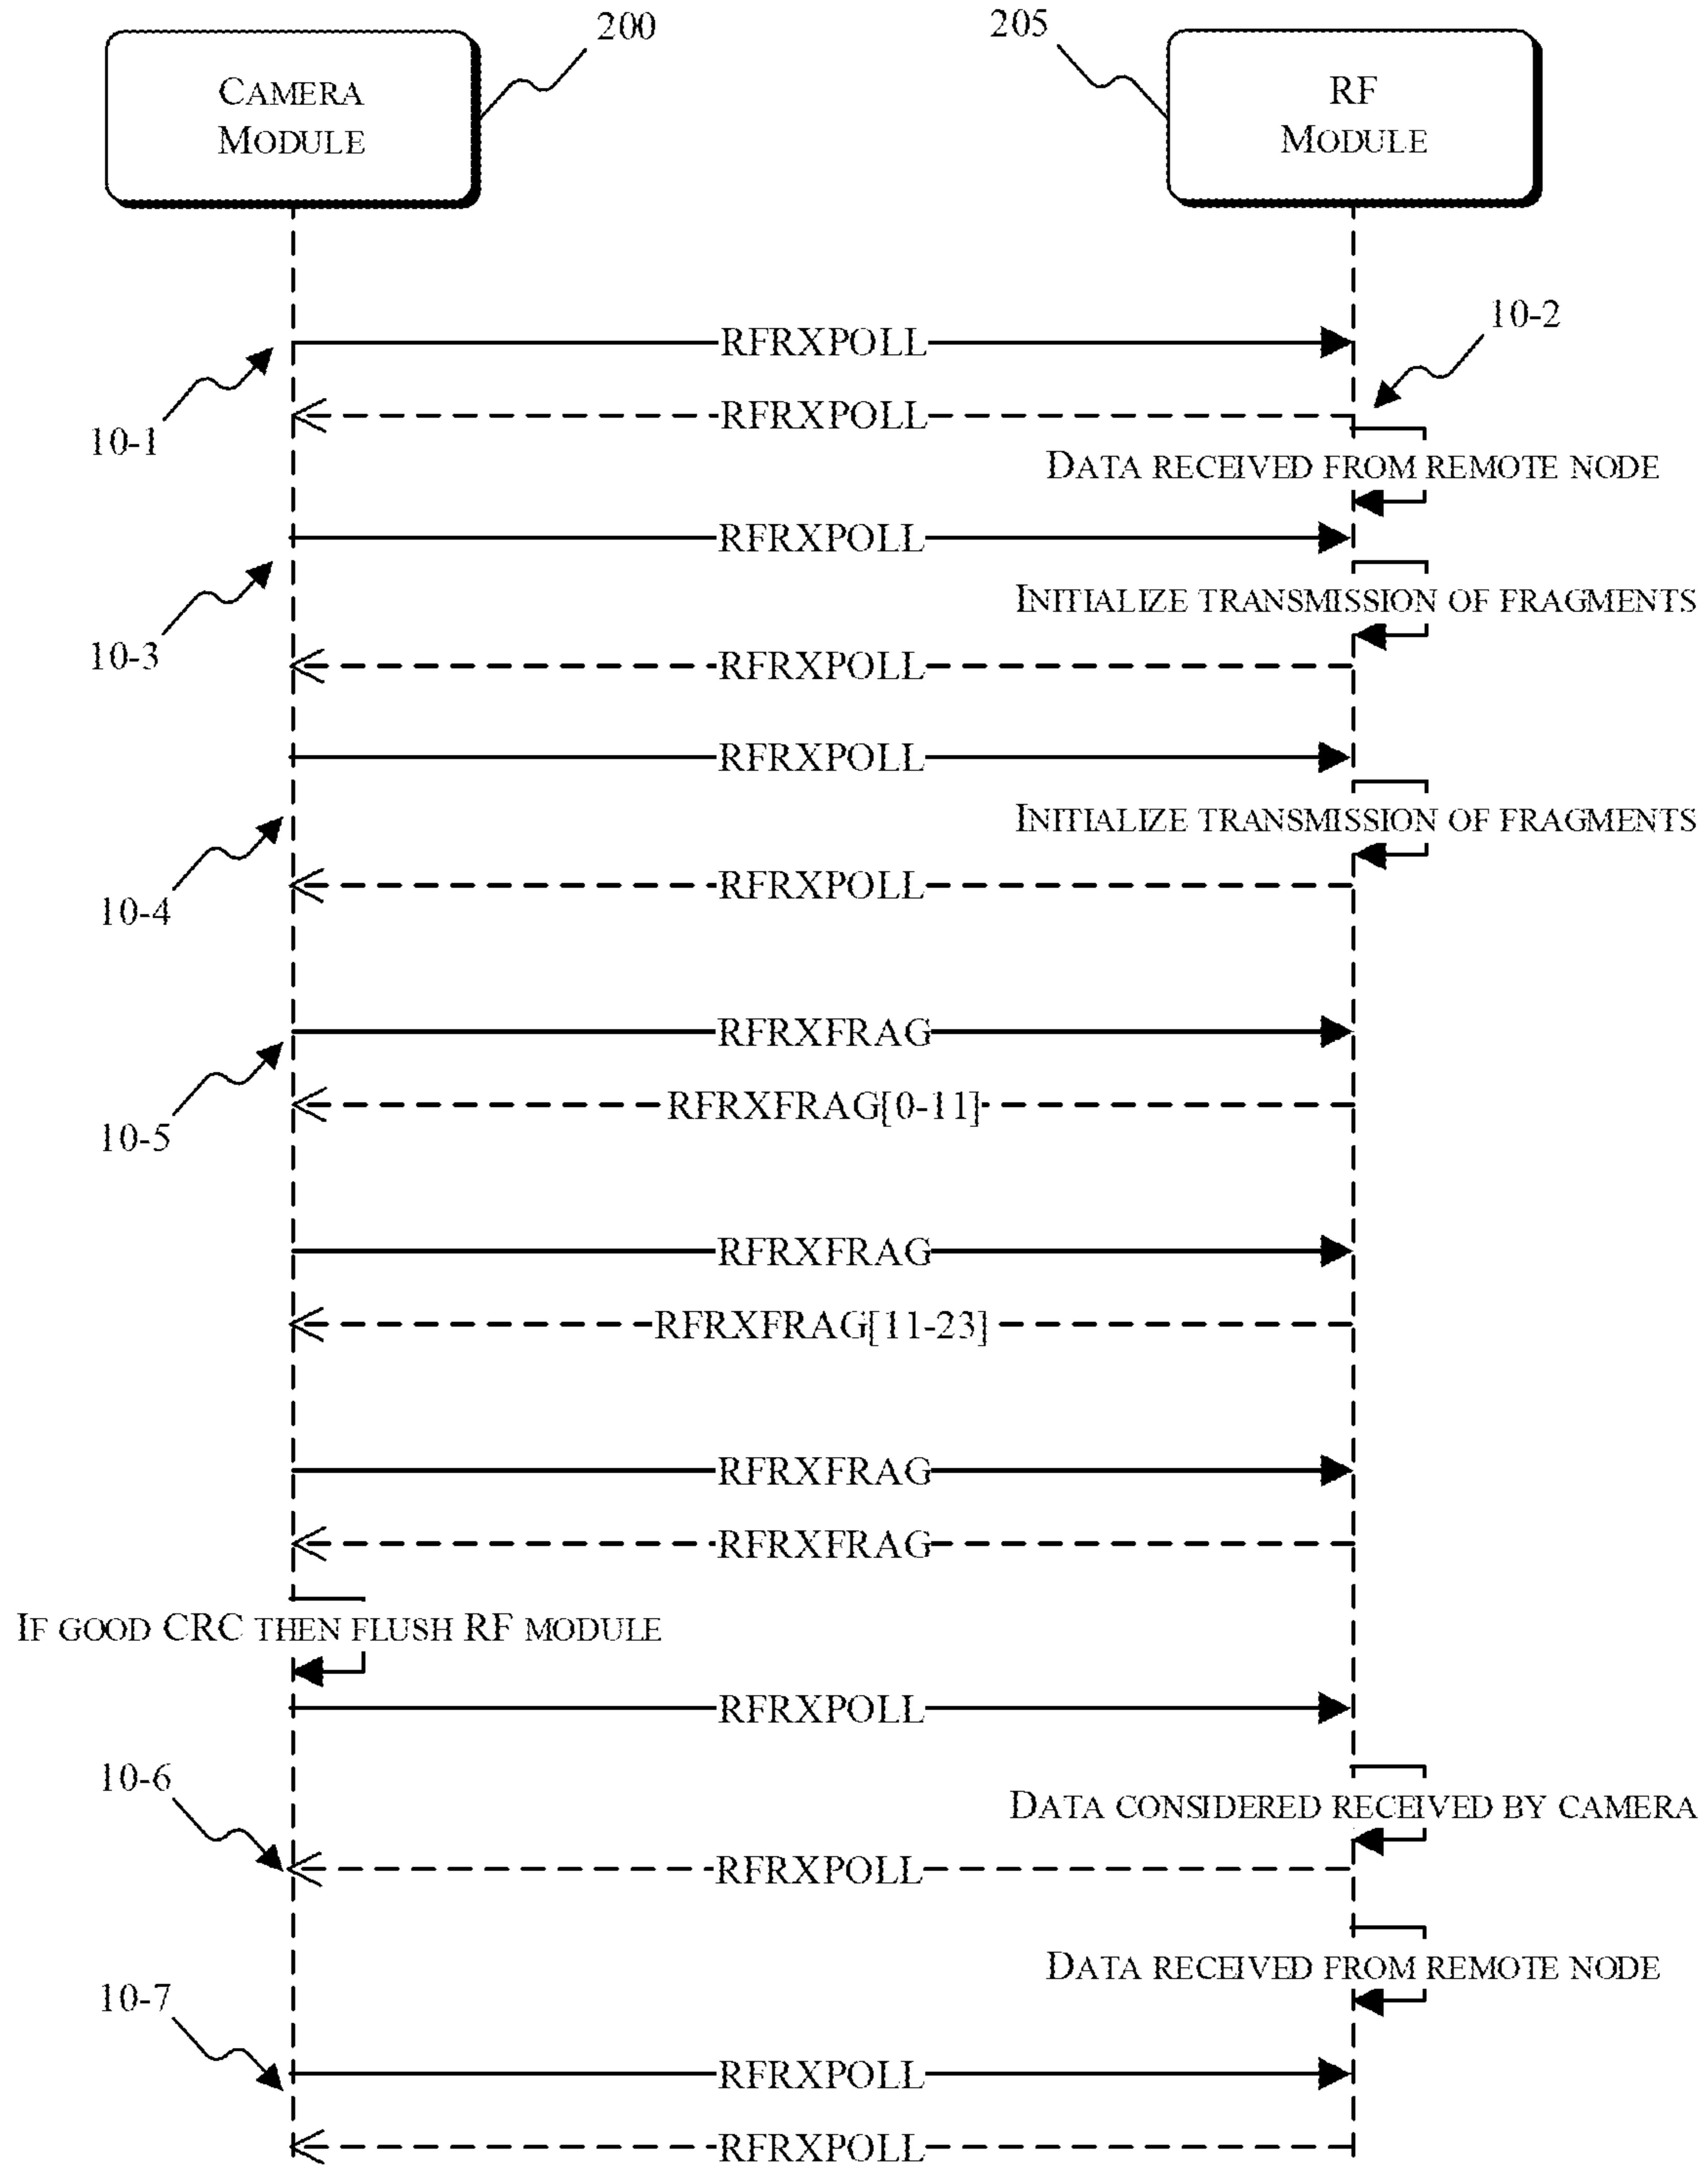 200
205
CAMERA
MODULE
RF
MODULE
10-2
RFRXPOLL
10-1
RFRXPOLL
DATA RECEIVED FROM REMOTE NODE
RFRXPOLL
INITIALIZE TRANSMISSION OF FRAGMENTS
10-3
RFRXPOLL
RFRXPOLL
INITIALIZE TRANSMISSION OF FRAGMENTS
10-4
RFRXPOLL
RFRXFRAG
RFRXFRAG[0-11]
10-5
RFRXFRAG
RFRXFRAG[11-23]
RFRXFRAG
RFRXFRAG
IF GOOD CRC THEN FLUSH RF MODULE
RFRXPOLL
10-6
DATA CONSIDERED RECEIVED BY CAMERA
RFRXPOLL
DATA RECEIVED FROM REMOTE NODE
10-7
RFRXPOLL
RFRXPOLL